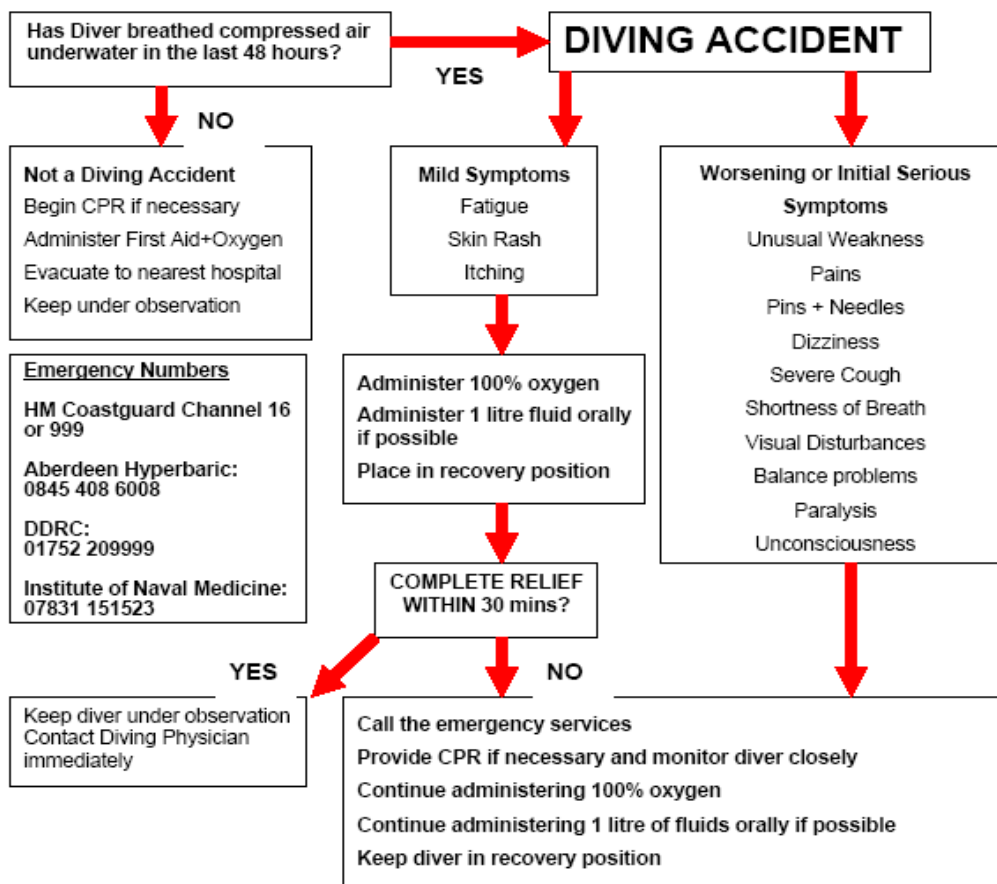 Has Diver breathed compressed air
underwater in the last 48 hours?
YES
DIVING ACCIDENT
NO
Not a Diving Accident
Begin CPR if necessary
Administer First Aid+Oxygen
Evacuate to nearest hospital
Keep under observation
Mild Symptoms
Fatigue
Skin Rash
Itching
Worsening or Initial Serious
Symptoms
Unusual Weakness
Pains
Pins + Needles
Dizziness
Severe Cough
Shortness of Breath
Visual Disturbances
Balance problems
Paralysis
Unconsciousness
Emergency Numbers
HM Coastguard Channel 16
or 999
Aberdeen Hyperbaric:
0845 408 6008
DDRC:
01752 209999
Institute of Naval Medicine:
07831 151523
Administer 100% oxygen
Administer 1 litre fluid orally
if possible
Place in recovery position
COMPLETE RELIEF
WITHIN 30 mins?
YES
NO
Keep diver under observation
Contact Diving Physician
immediately
Call the emergency services
Provide CPR if necessary and monitor diver closely
Continue administering 100% oxygen
Continue administering 1 litre of fluids orally if possible
Keep diver in recovery position